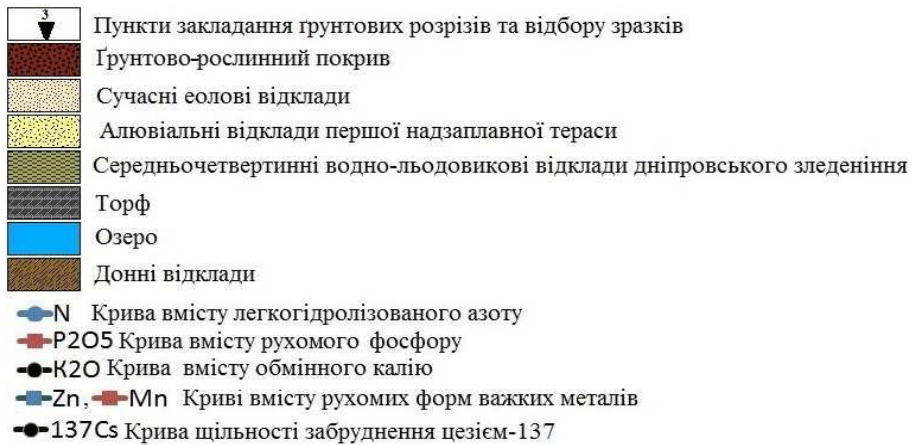 3 Пункти закладання ґрунтових розрізів та відбору зразків
Ґрунтово-рослинний покрив
Сучасні еолові відклади
Алювіальні відклади першої надзаплавної тераси
Середньочетвертинні водно-льодовикові відклади дніпровського зледеніння
Торф
Озеро
Донні відклади
N Крива вмісту легкогідролізованого азоту
P2O5 Крива вмісту рухомого фосфору
K2O Крива вмісту обмінного калію
Zn, Mn Криві вмісту рухомих форм важких металів
137Cs Крива щільності забруднення цезієм-137